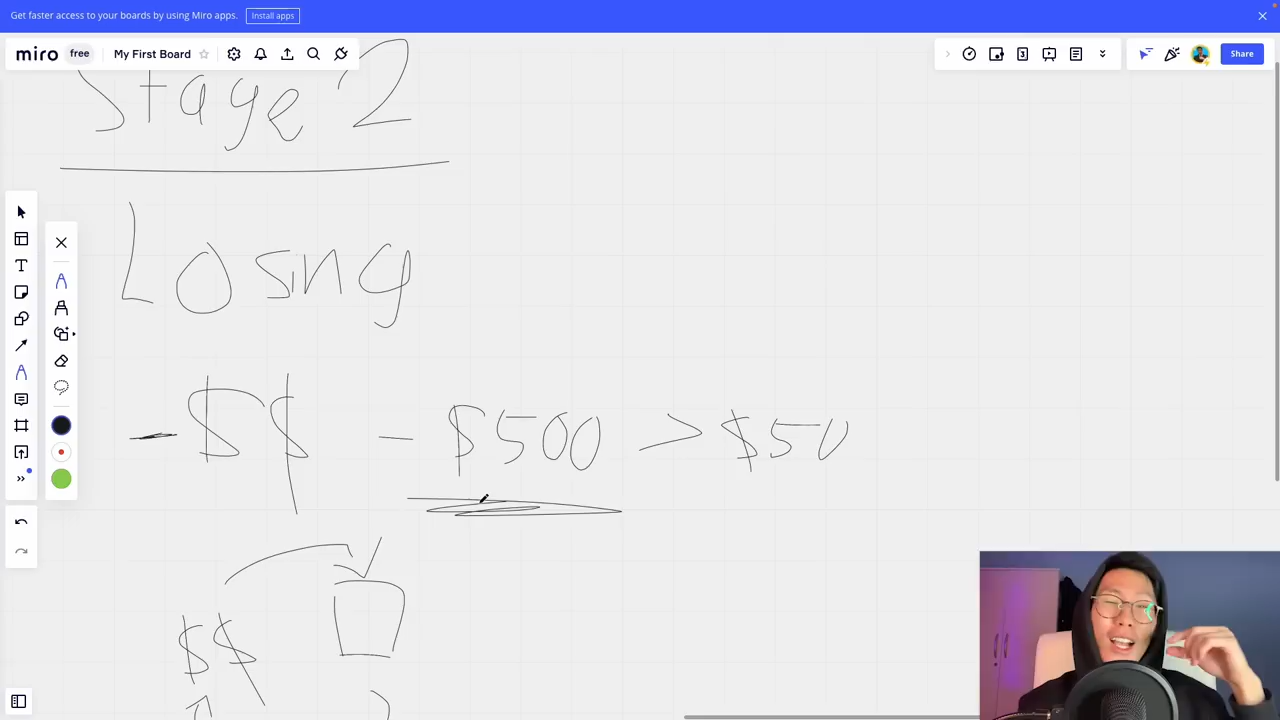 Get faster access to your boards by using Miro apps. Install apps
miro free My First Board 3 Share
Stage 2
Losing
- $$ - $500 > $50
$$